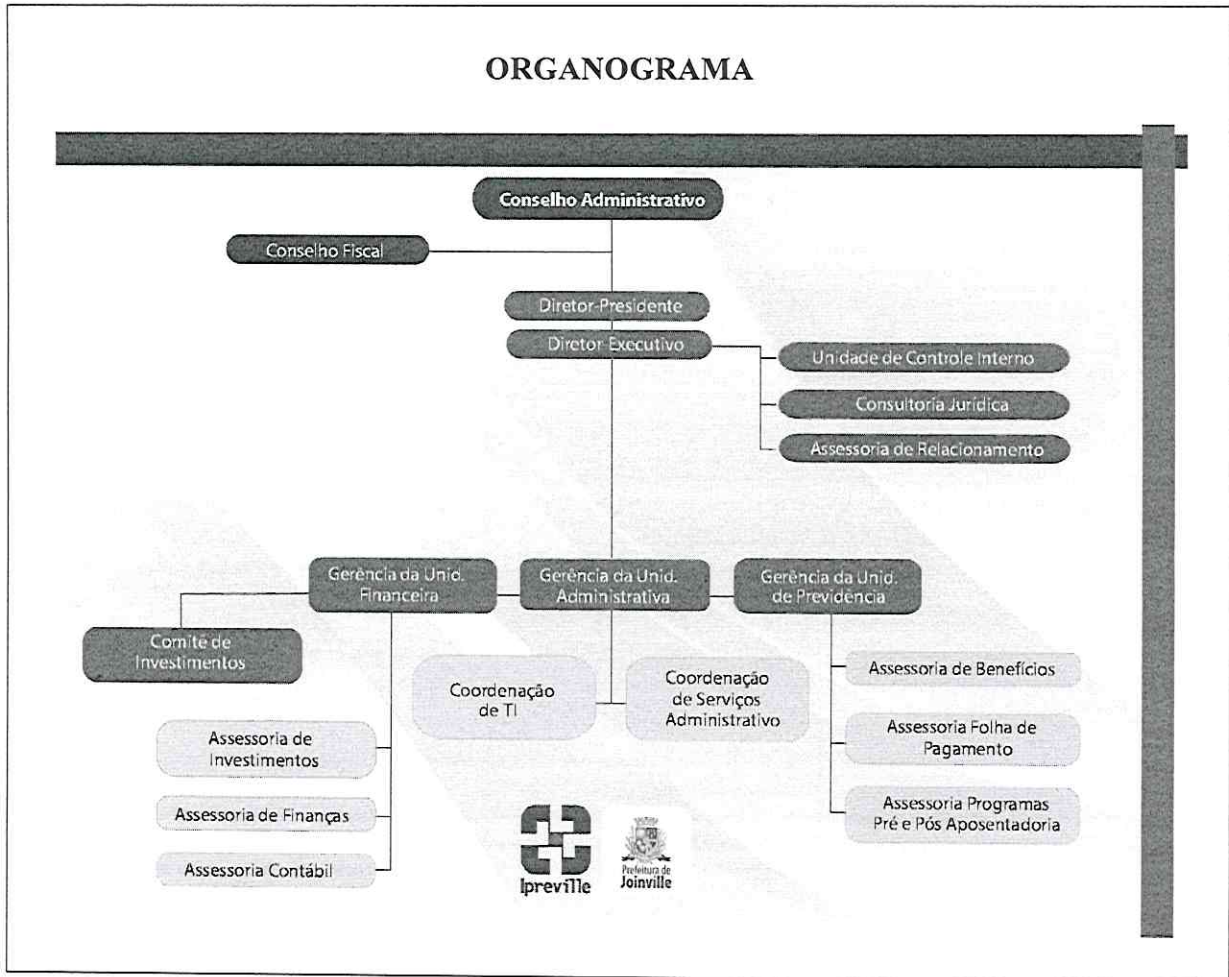 ORGANOGRAMA
Conselho Administrativo
Conselho Fiscal
Diretor-Presidente
Diretor Executivo
Unidade de Controle Interno
Consultoria Jurídica
Assessoria de Relacionamento
Gerência da Unid.
Financeira
Gerência da Unid.
Administrativa
Gerência da Unid.
de Previdência
Comitê de
Investimentos
Coordenação
de TI
Coordenação
de Serviços
Administrativo
Assessoria de Benefícios
Assessoria de
Investimentos
Assessoria Folha de
Pagamento
Assessoria de Finanças
Assessoria Programas
Pré e Pós Aposentadoria
Assessoria Contábil
Ipreville
Prefeitura de
Joinville